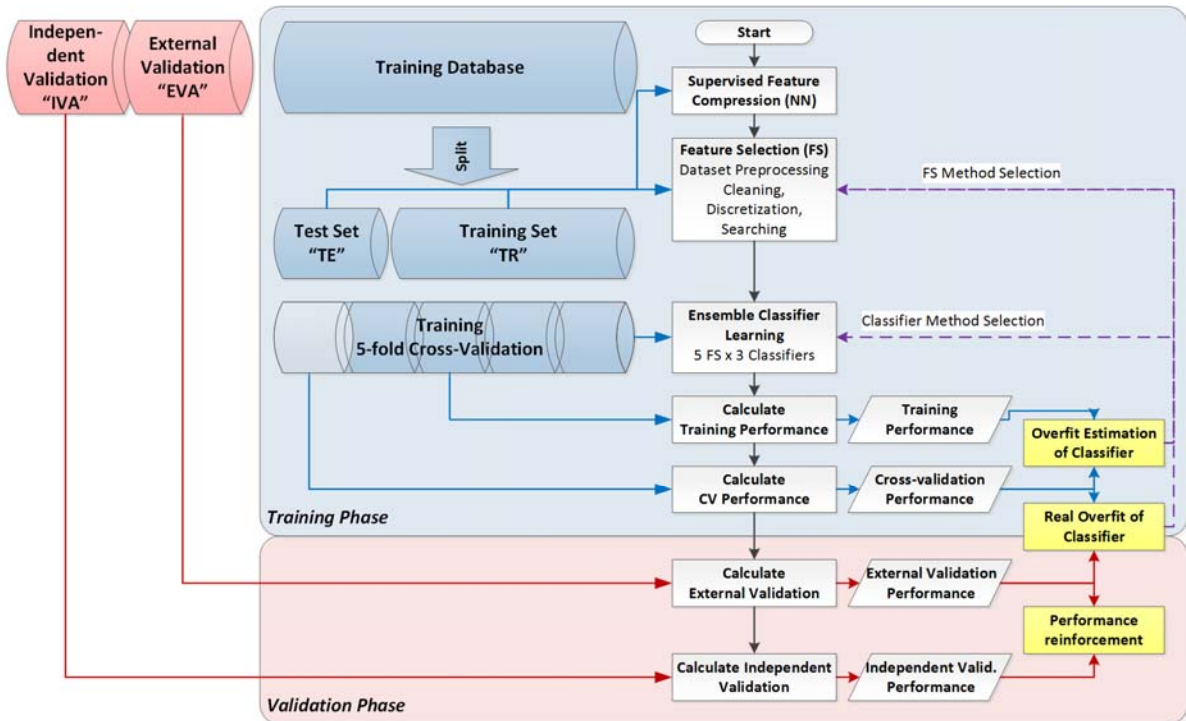 Indepen-
dent
Validation
“IVA”
External
Validation
“EVA”
Training Database
Split
Test Set
“TE”
Training Set
“TR”
Training
5-fold Cross-Validation
Start
Supervised Feature
Compression (NN)
Feature Selection (FS)
Dataset Preprocessing
Cleaning,
Discretization,
Searching
FS Method Selection
Ensemble Classifier
Learning
5 FS x 3 Classifiers
Classifier Method Selection
Calculate
Training Performance
Training
Performance
Overfit Estimation
of Classifier
Calculate
CV Performance
Cross-validation
Performance
Real Overfit of
Classifier
Training Phase
Calculate
External Validation
External Validation
Performance
Performance
reinforcement
Calculate Independent
Validation
Independent Valid.
Performance
Validation Phase